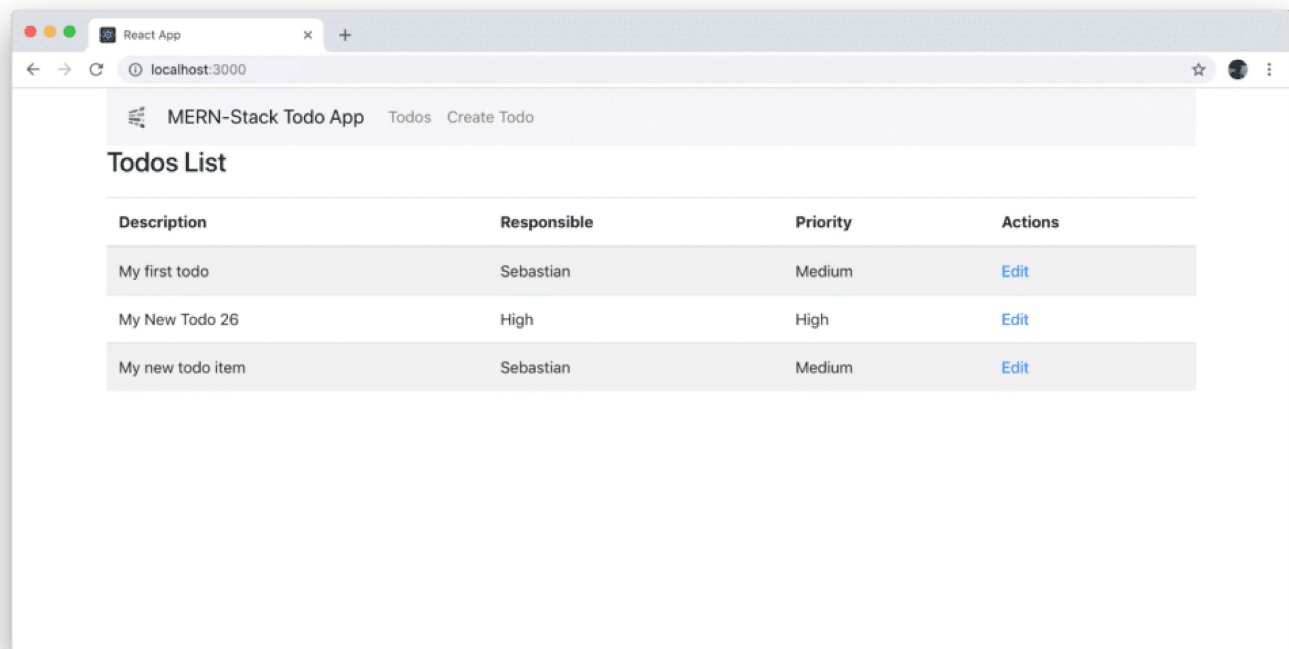 React App
localhost:3000
MERN-Stack Todo App Todos Create Todo
Todos List
Description Responsible Priority Actions
My first todo Sebastian Medium Edit
My New Todo 26 High High Edit
My new todo item Sebastian Medium Edit